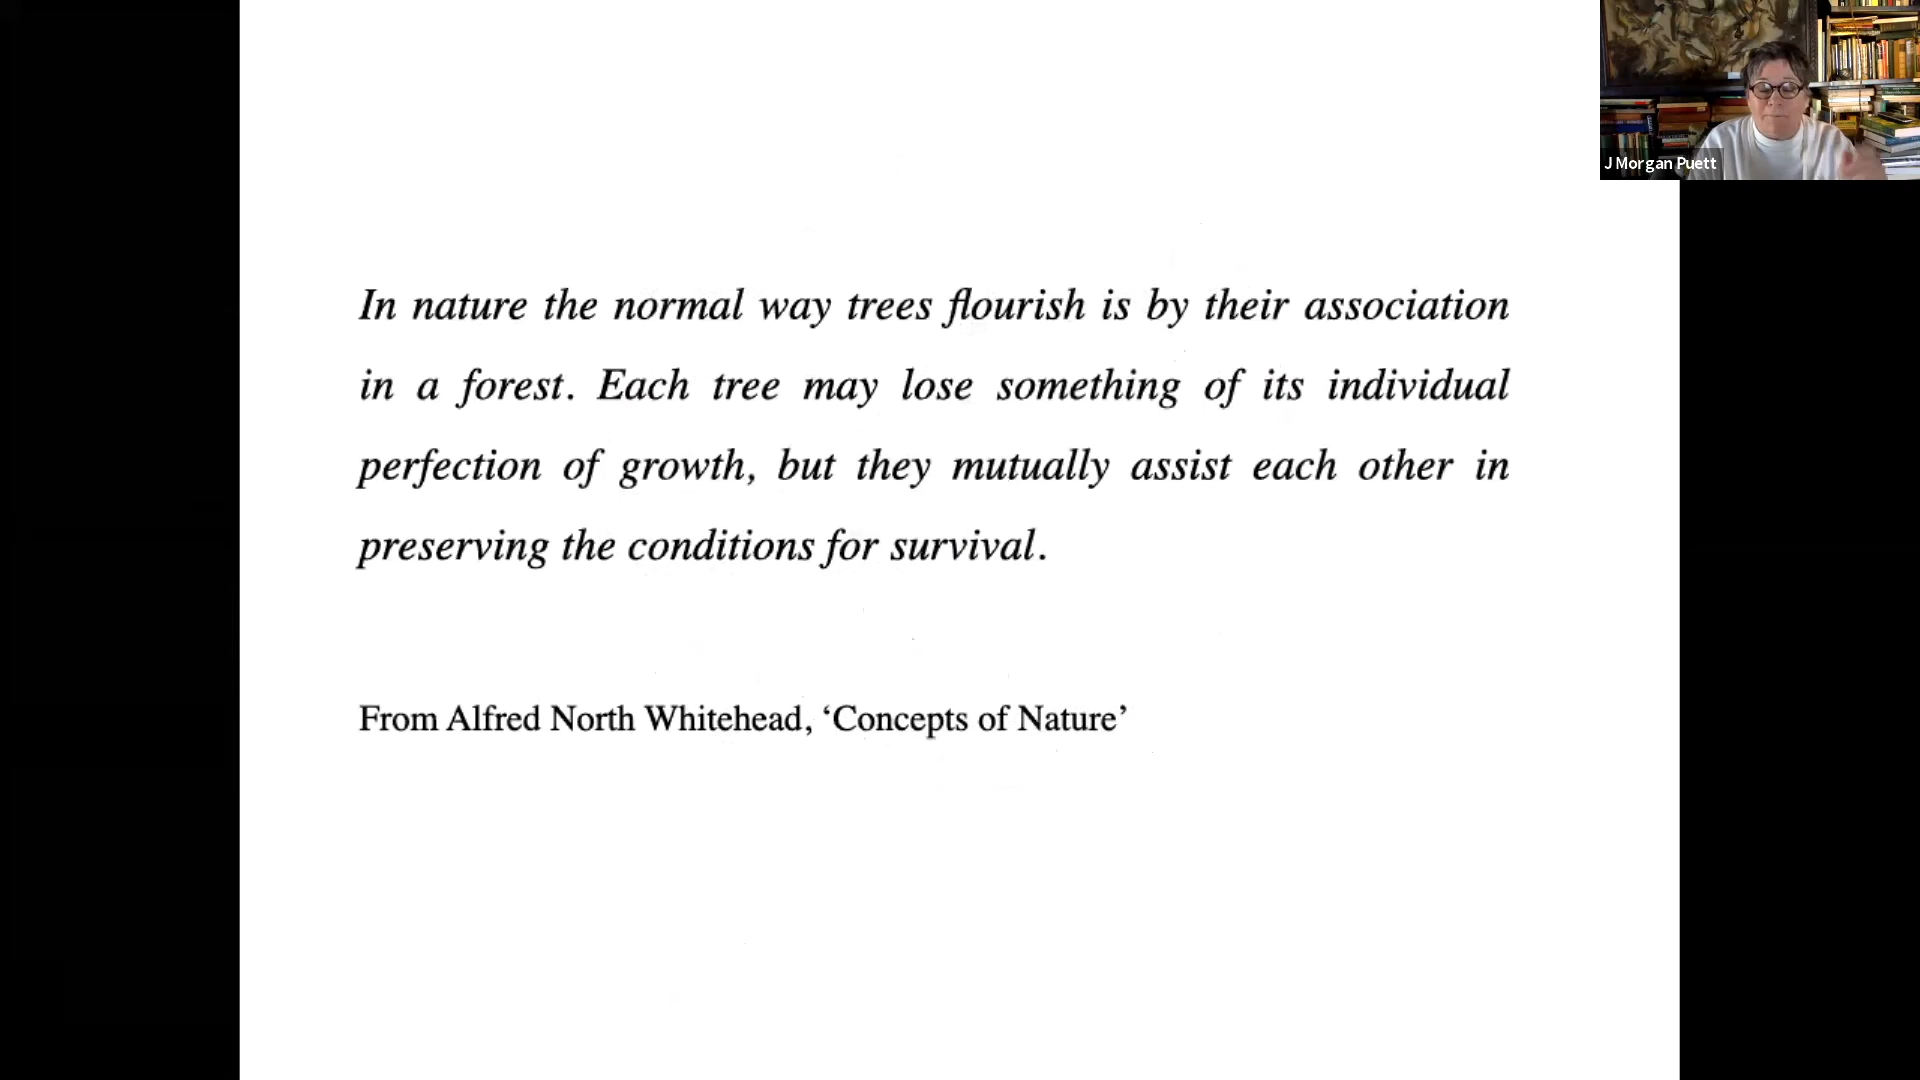 In nature the normal way trees flourish is by their association
in a forest. Each tree may lose something of its individual
perfection of growth, but they mutually assist each other in
preserving the conditions for survival.
From Alfred North Whitehead, ‘Concepts of Nature’
J Morgan Puett